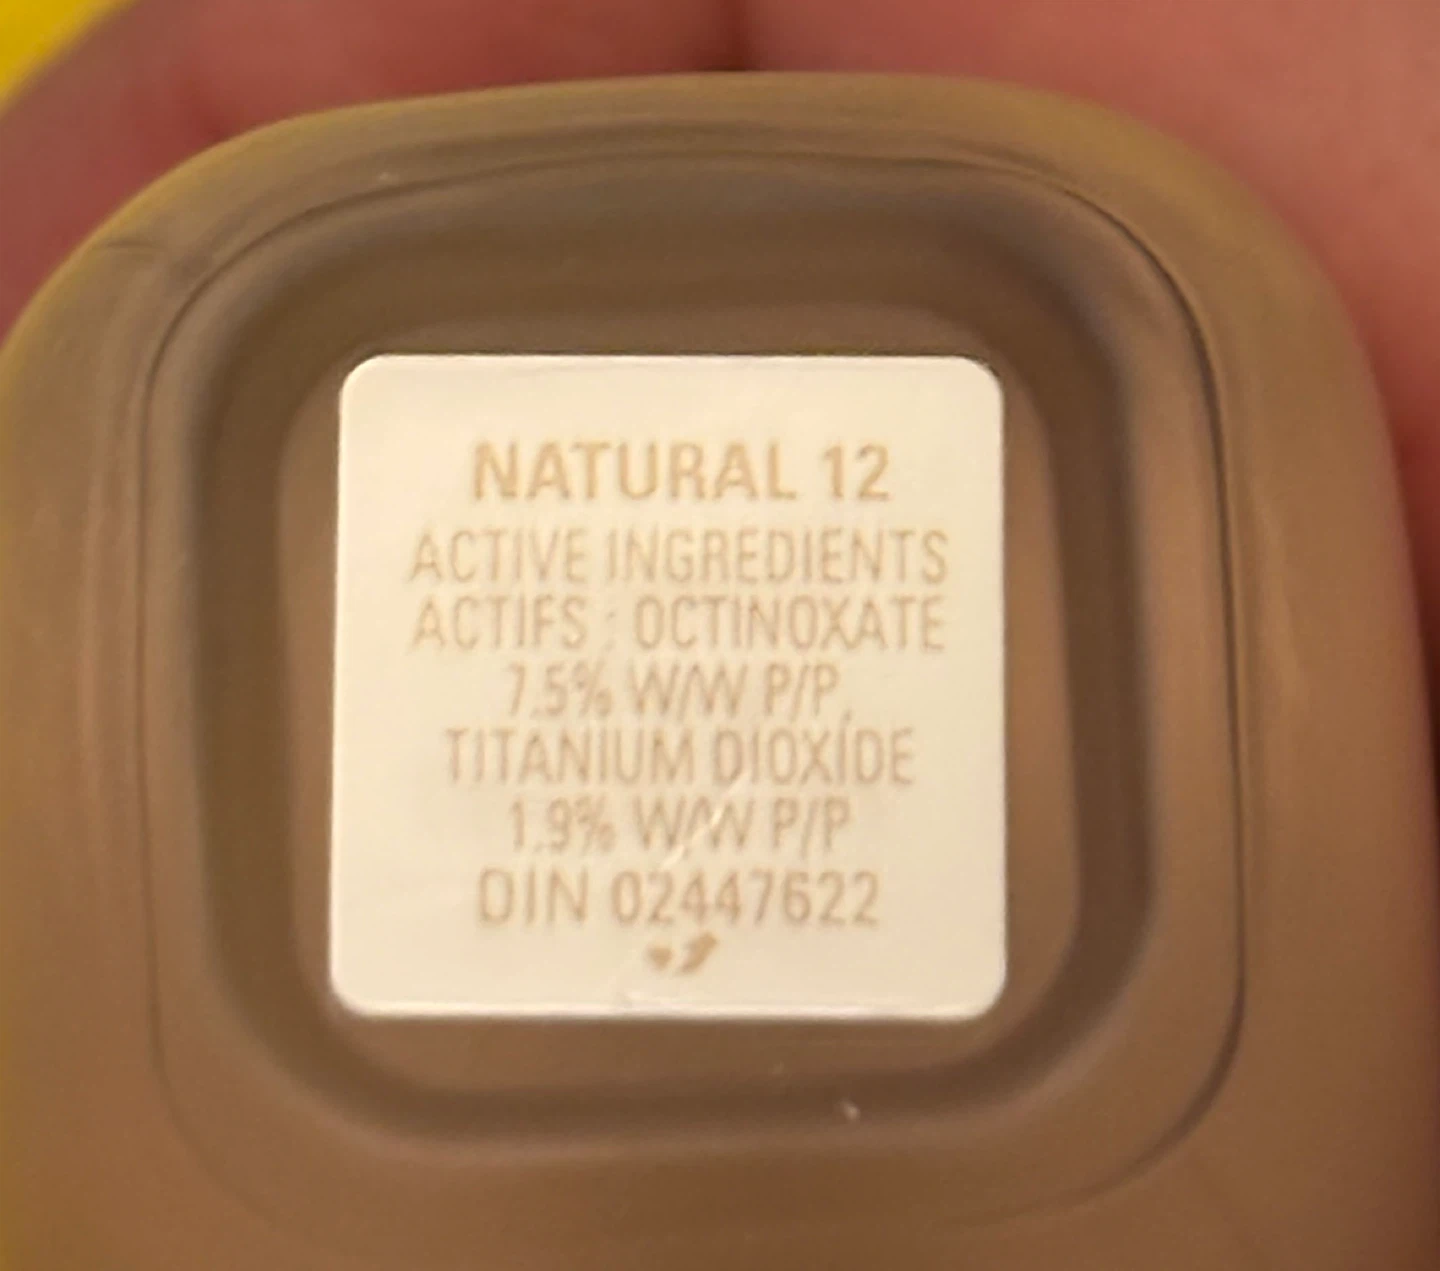 NATURAL 12
ACTIVE INGREDIENTS
ACTIFS : OCTINOXATE
7.5% W/W P/P,
TITANIUM DIOXIDE
1.9% W/W P/P
DIN 02447622